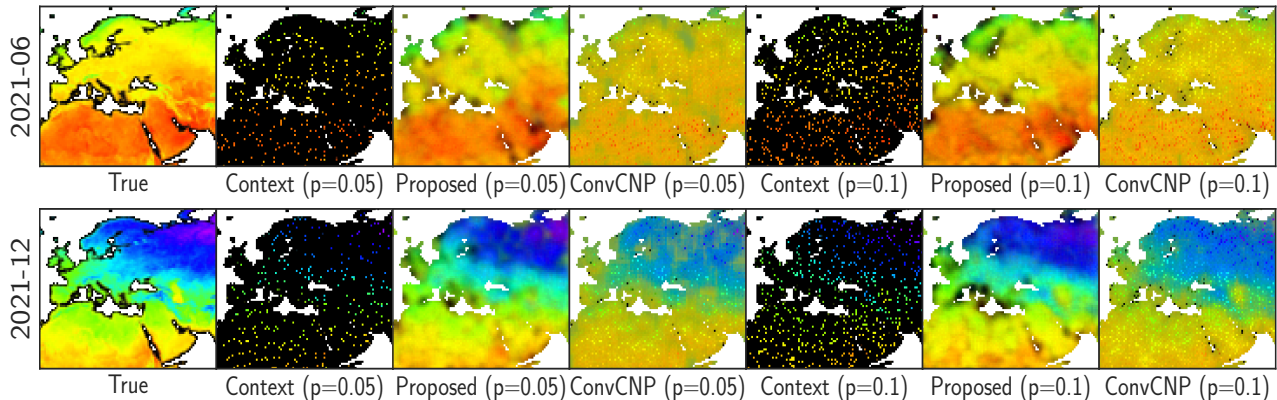 2021-06
True Context (p=0.05) Proposed (p=0.05) ConvCNP (p=0.05) Context (p=0.1) Proposed (p=0.1) ConvCNP (p=0.1)
2021-12
True Context (p=0.05) Proposed (p=0.05) ConvCNP (p=0.05) Context (p=0.1) Proposed (p=0.1) ConvCNP (p=0.1)